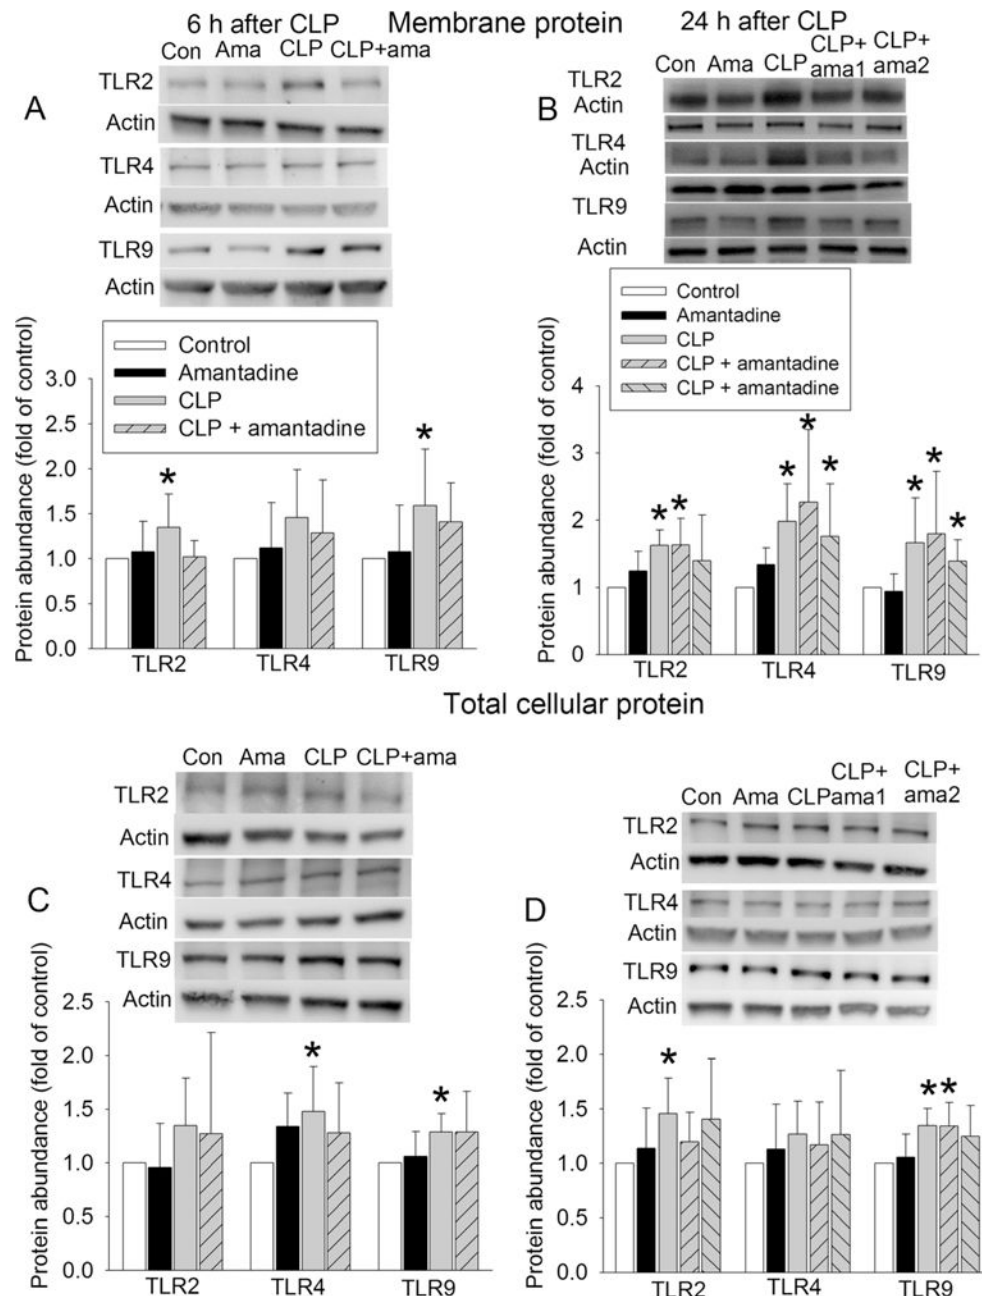 6 h after CLP Membrane protein 24 h after CLP
Con Ama CLP CLP+ama
A
TLR2
Actin
TLR4
Actin
TLR9
Actin
Control
Amantadine
CLP
CLP + amantadine
Protein abundance (fold of control)
3.0
2.5
2.0
1.5
1.0
0.5
0.0
* *
TLR2 TLR4 TLR9
Con Ama CLP CLP+ CLP+
ama1 ama2
B
TLR2
Actin
TLR4
Actin
TLR9
Actin
Control
Amantadine
CLP
CLP + amantadine
CLP + amantadine
Protein abundance (fold of control)
4
3
2
1
0
* * * * * * * *
TLR2 TLR4 TLR9
Total cellular protein
Con Ama CLP CLP+ama
TLR2
Actin
TLR4
C
Actin
TLR9
Actin
Protein abundance (fold of control)
2.5
2.0
1.5
1.0
0.5
0.0
* *
TLR2 TLR4 TLR9
CLP+ CLP+
Con Ama CLP ama1 ama2
TLR2
Actin
TLR4
D
Actin
TLR9
Actin
Protein abundance (fold of control)
2.5
2.0
1.5
1.0
0.5
0.0
* * *
TLR2 TLR4 TLR9